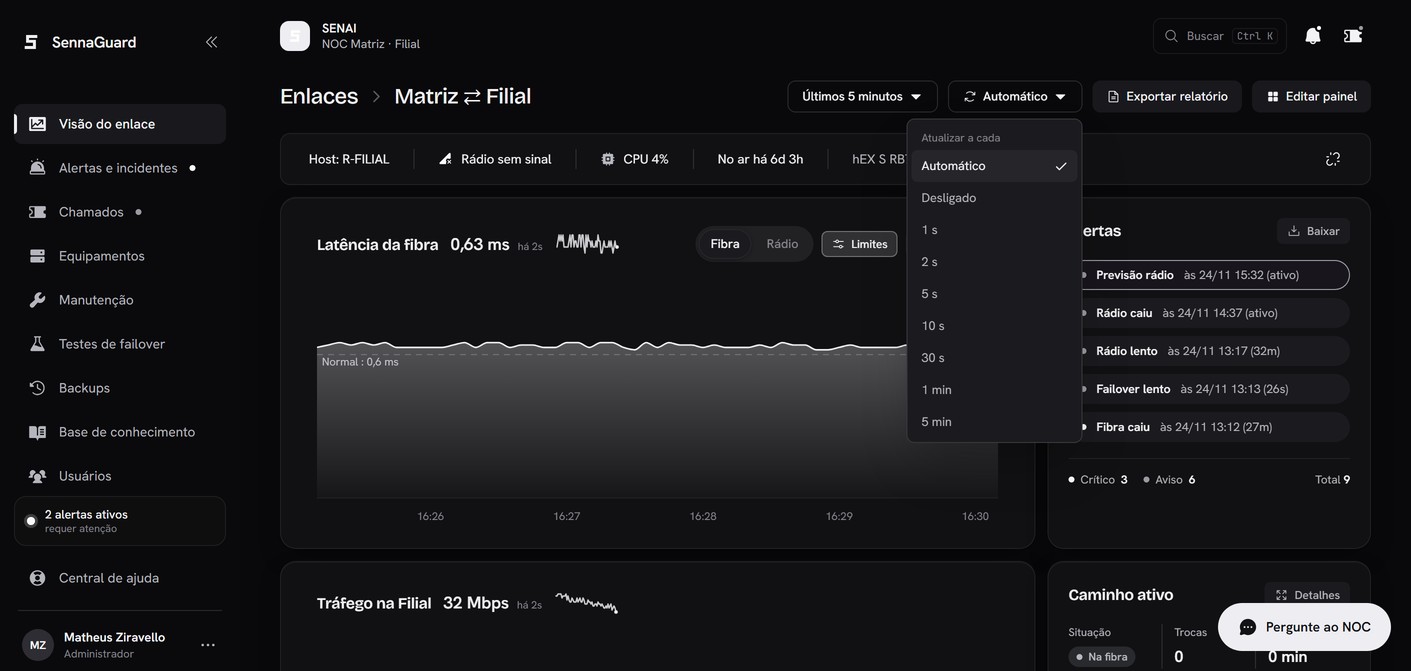 SennaGuard
SENAI
NOC Matriz · Filial
Buscar Ctrl K
Enlaces > Matriz ⇄ Filial
Últimos 5 minutos
Automático
Exportar relatório
Editar painel
Visão do enlace
Alertas e incidentes
Chamados
Equipamentos
Manutenção
Testes de failover
Backups
Base de conhecimento
Usuários
2 alertas ativos
requer atenção
Central de ajuda
MZ
Matheus Ziravello
Administrador
Host: R-FILIAL
Rádio sem sinal
CPU 4%
No ar há 6d 3h
hEX S
Atualizar a cada
Automático
Desligado
1 s
2 s
5 s
10 s
30 s
1 min
5 min
Latência da fibra 0,63 ms há 2s
Fibra Rádio
Limites
Normal : 0,6 ms
16:26 16:27 16:28 16:29 16:30
ertas
Baixar
Previsão rádio às 24/11 15:32 (ativo)
Rádio caiu às 24/11 14:37 (ativo)
Rádio lento às 24/11 13:17 (32m)
Failover lento às 24/11 13:13 (26s)
Fibra caiu às 24/11 13:12 (27m)
Crítico 3 Aviso 6 Total 9
Tráfego na Filial 32 Mbps há 2s
Caminho ativo
Detalhes
Situação Trocas
Na fibra 0 0 min
Pergunte ao NOC